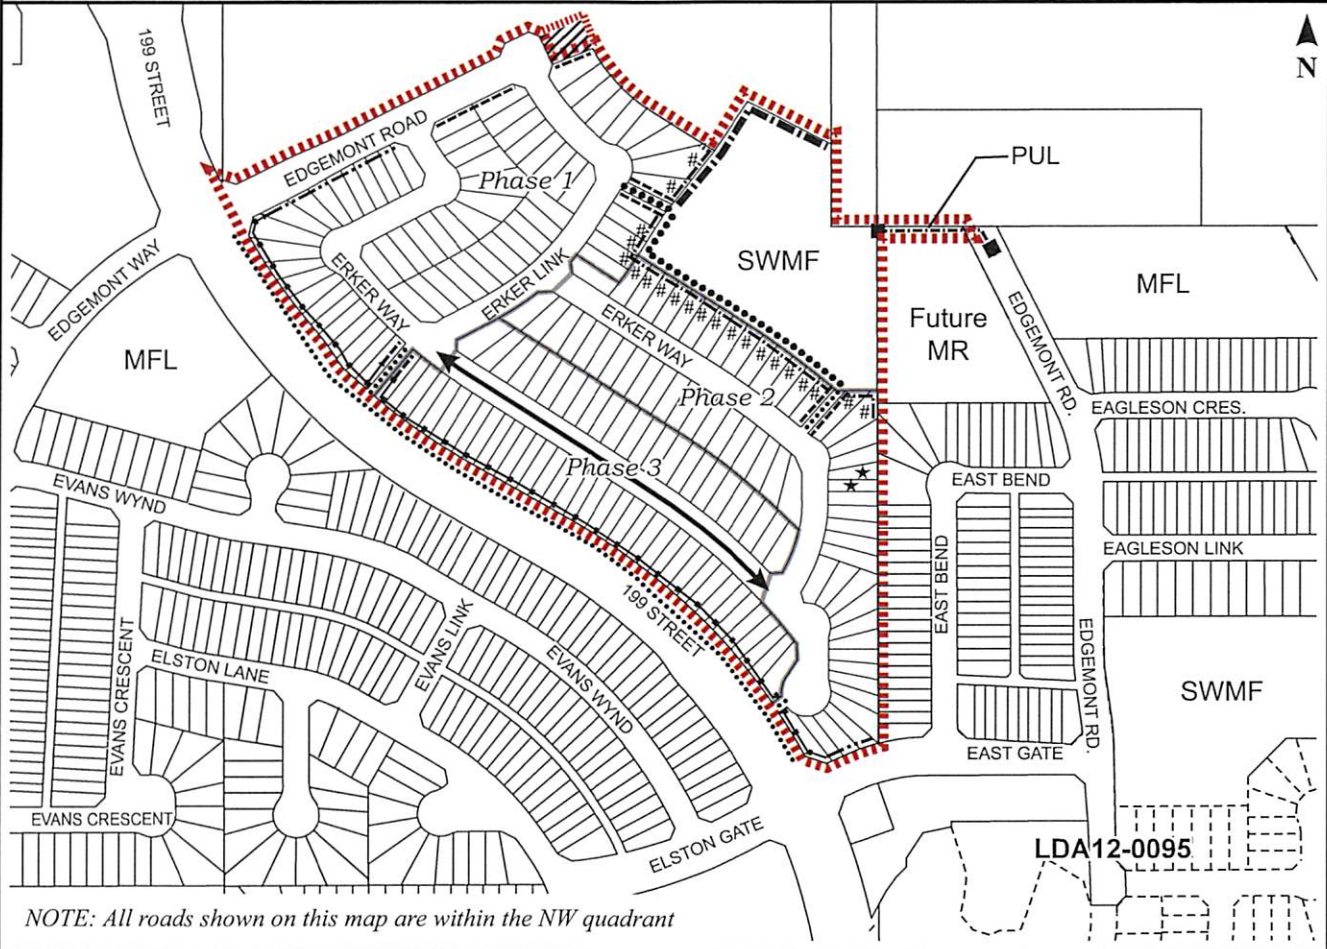 199 STREET
N
EDGEMONT ROAD
PUL
Phase 1
EDGEMONT WAY
ERKER WAY
ERKER LINK
SWMF
MFL
EDGEMONT RD.
Future
MR
ERKER WAY
MFL
Phase 2
EAGLESON CRES.
Phase 3
EVANS WYND
EAST BEND
EAGLESON LINK
EAST BEND
199 STREET
EVANS LINK
EVANS CRESCENT
ELSTON LANE
EVANS WYND
EDGEMONT RD.
SWMF
EAST GATE
EVANS CRESCENT
ELSTON GATE
LDA12-0095
NOTE: All roads shown on this map are within the NW quadrant